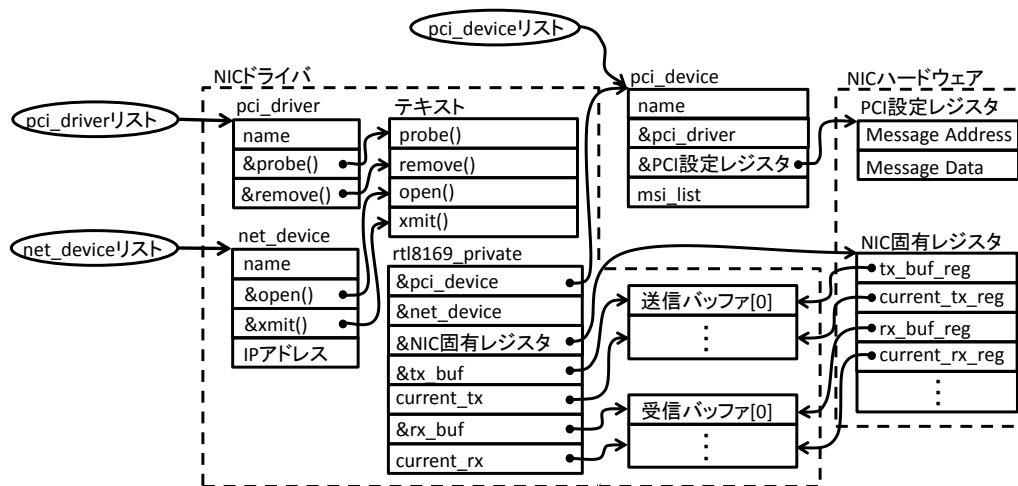 pci_deviceリスト
NICドライバ
pci_device
NICハードウェア
pci_driverリスト
pci_driver
name
&probe()
&remove()
テキスト
probe()
remove()
open()
xmit()
name
&pci_driver
&PCI設定レジスタ
msi_list
PCI設定レジスタ
Message Address
Message Data
net_deviceリスト
net_device
name
&open()
&xmit()
IPアドレス
rtl8169_private
&pci_device
&net_device
&NIC固有レジスタ
&tx_buf
current_tx
&rx_buf
current_rx
送信バッファ[0]
⋮
受信バッファ[0]
⋮
NIC固有レジスタ
tx_buf_reg
current_tx_reg
rx_buf_reg
current_rx_reg
⋮